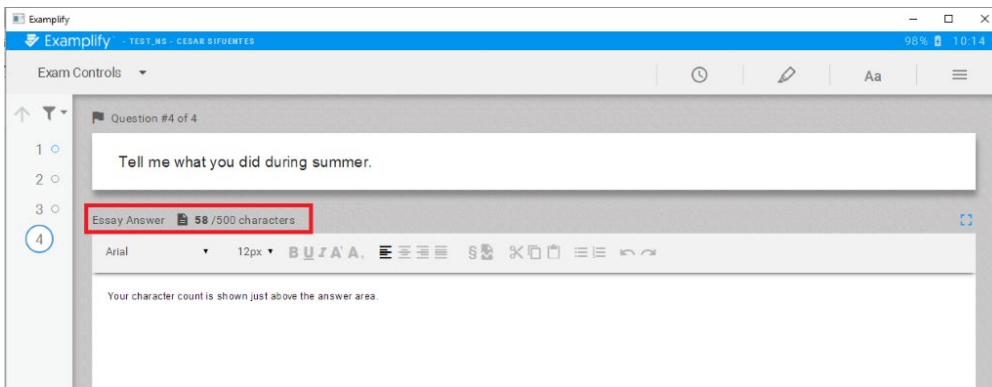 Examplify
Examplify - TEST_NS - CESAR SIFUENTES 98% 10:14
Exam Controls Aa
Question #4 of 4
1
Tell me what you did during summer.
2
3
Essay Answer 58/500 characters
4
Arial 12px B U I A A
Your character count is shown just above the answer area.